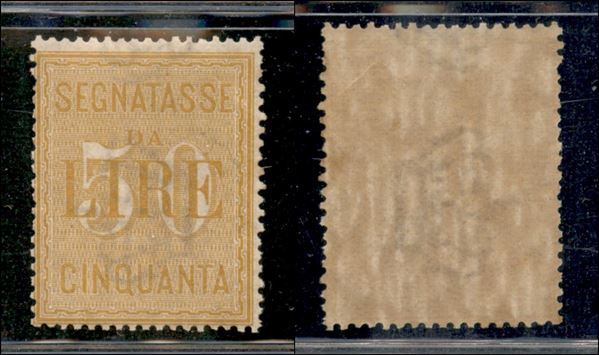 SEGNATASSE
DA
50
LIRE
CINQUANTA